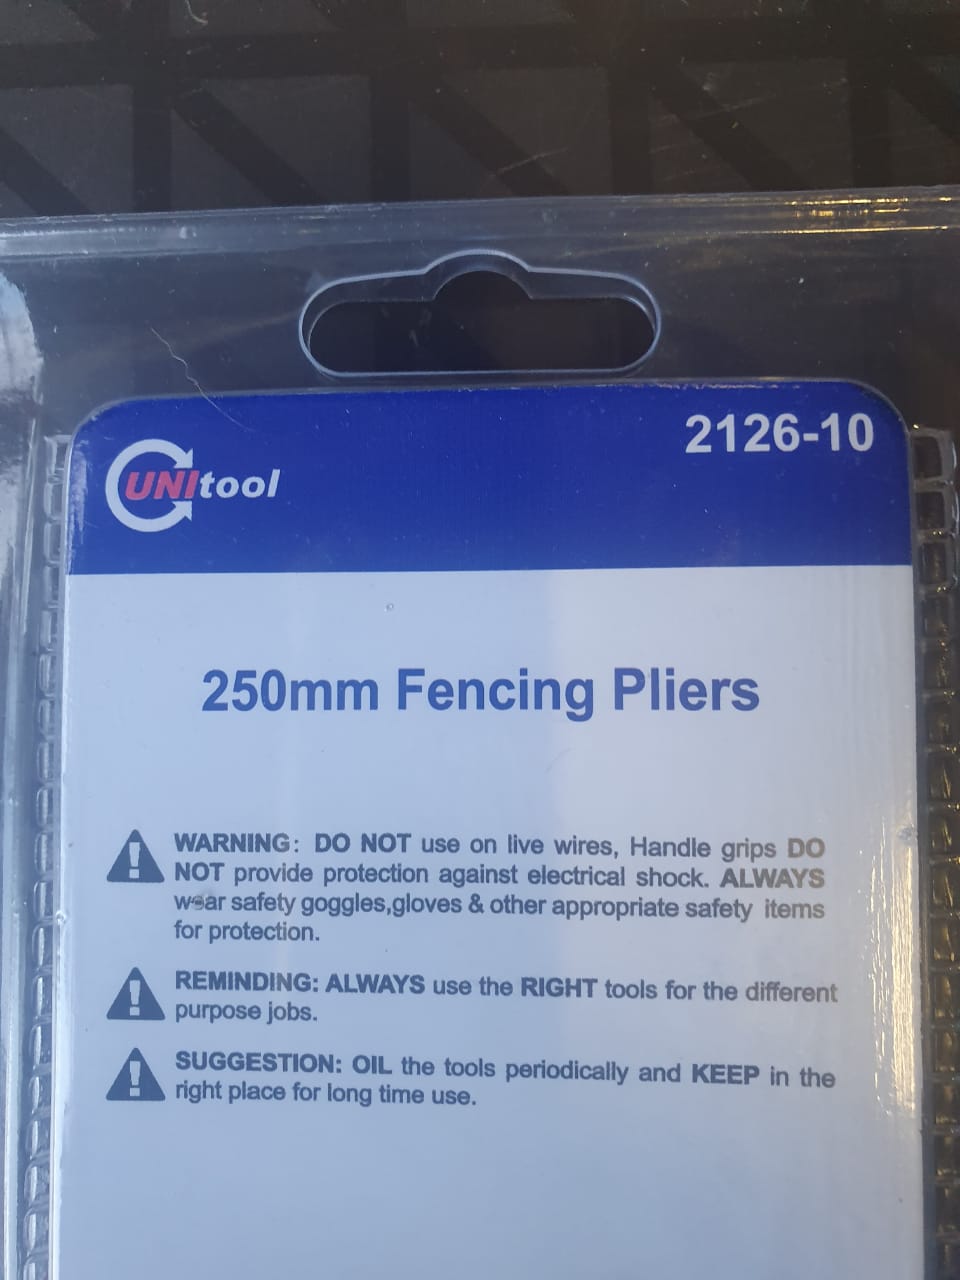 2126-10
UNItool
250mm Fencing Pliers
WARNING: DO NOT use on live wires, Handle grips DO
NOT provide protection against electrical shock. ALWAYS
wear safety goggles,gloves & other appropriate safety items
for protection.
REMINDING: ALWAYS use the RIGHT tools for the different
purpose jobs.
SUGGESTION: OIL the tools periodically and KEEP in the
right place for long time use.